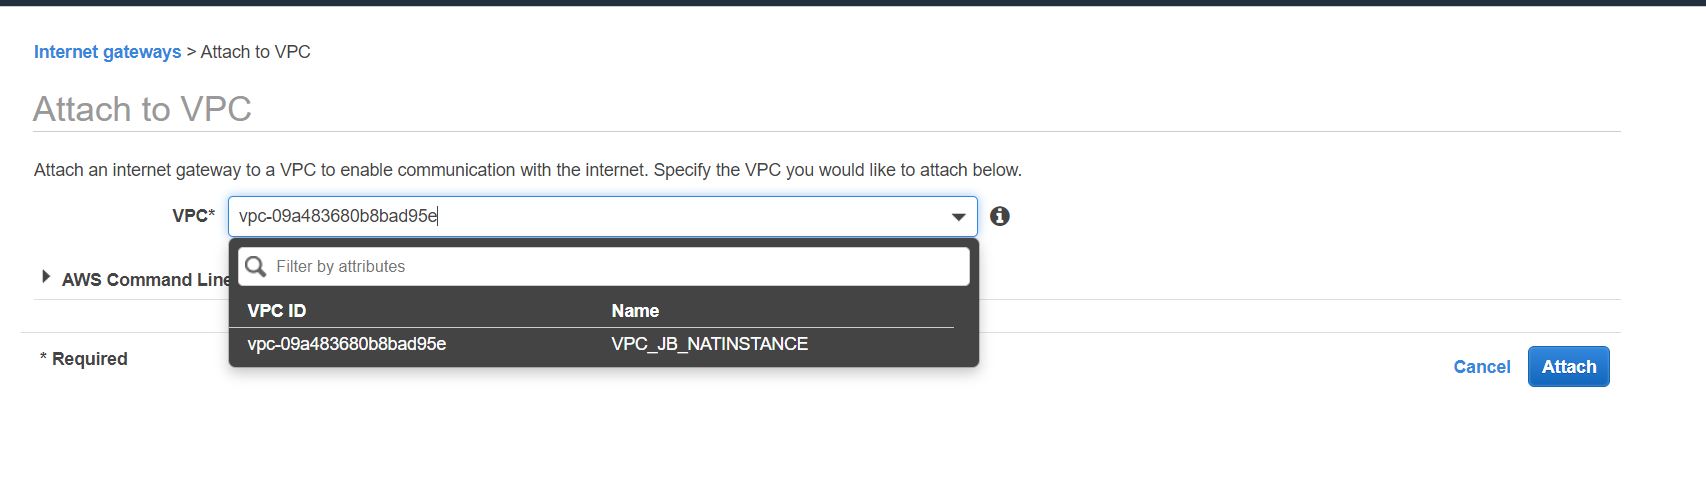 Internet gateways > Attach to VPC
Attach to VPC
Attach an internet gateway to a VPC to enable communication with the internet. Specify the VPC you would like to attach below.
VPC* vpc-09a483680b8bad95e
Filter by attributes
AWS Command Line
VPC ID Name
vpc-09a483680b8bad95e VPC_JB_NATINSTANCE
* Required
Cancel Attach